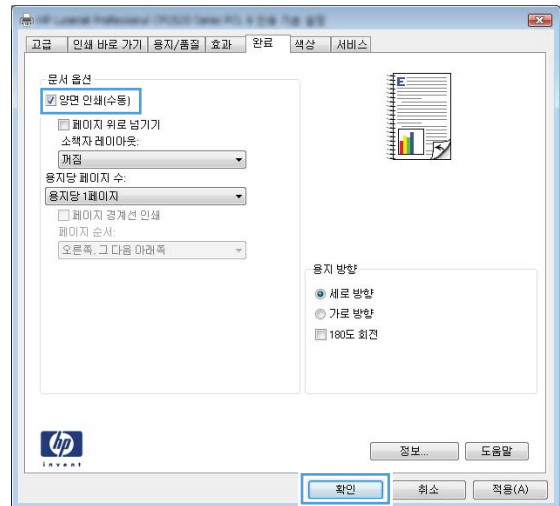 고급
인쇄 바로 가기
용지/품질
효과
완료
색상
서비스
문서 옵션
양면 인쇄(수동)
페이지 위로 넘기기
소책자 레이아웃:
꺼짐
용지당 페이지 수:
용지당 1페이지
페이지 경계선 인쇄
페이지 순서:
오른쪽, 그 다음 아래쪽
E
용지 방향
세로 방향
가로 방향
180도 회전
hp
invent
정보...
도움말
확인
취소
적용(A)